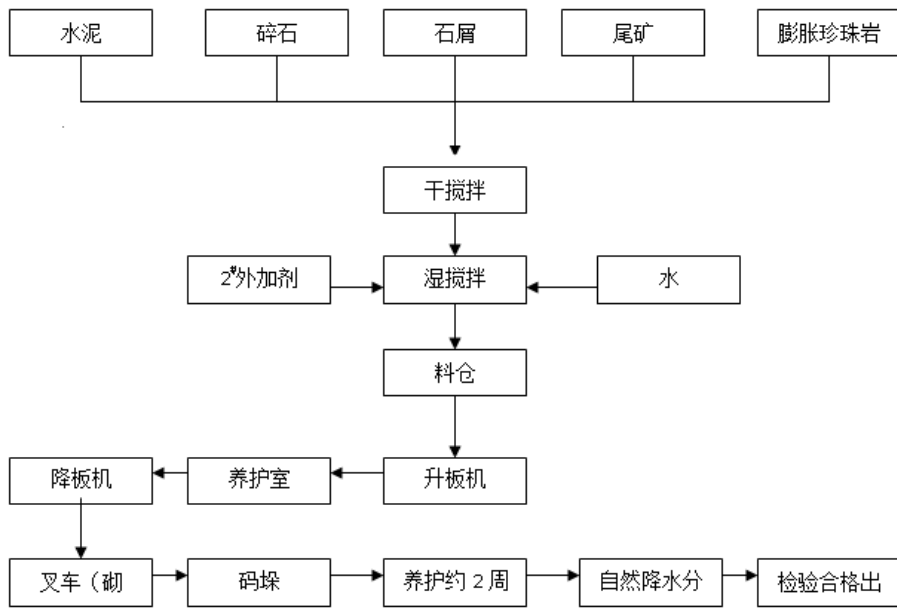 水泥
碎石
石屑
尾矿
膨胀珍珠岩
干搅拌
2#外加剂
湿搅拌
水
料仓
降板机
养护室
升板机
叉车（砌
码垛
养护约 2 周
自然降水分
检验合格出